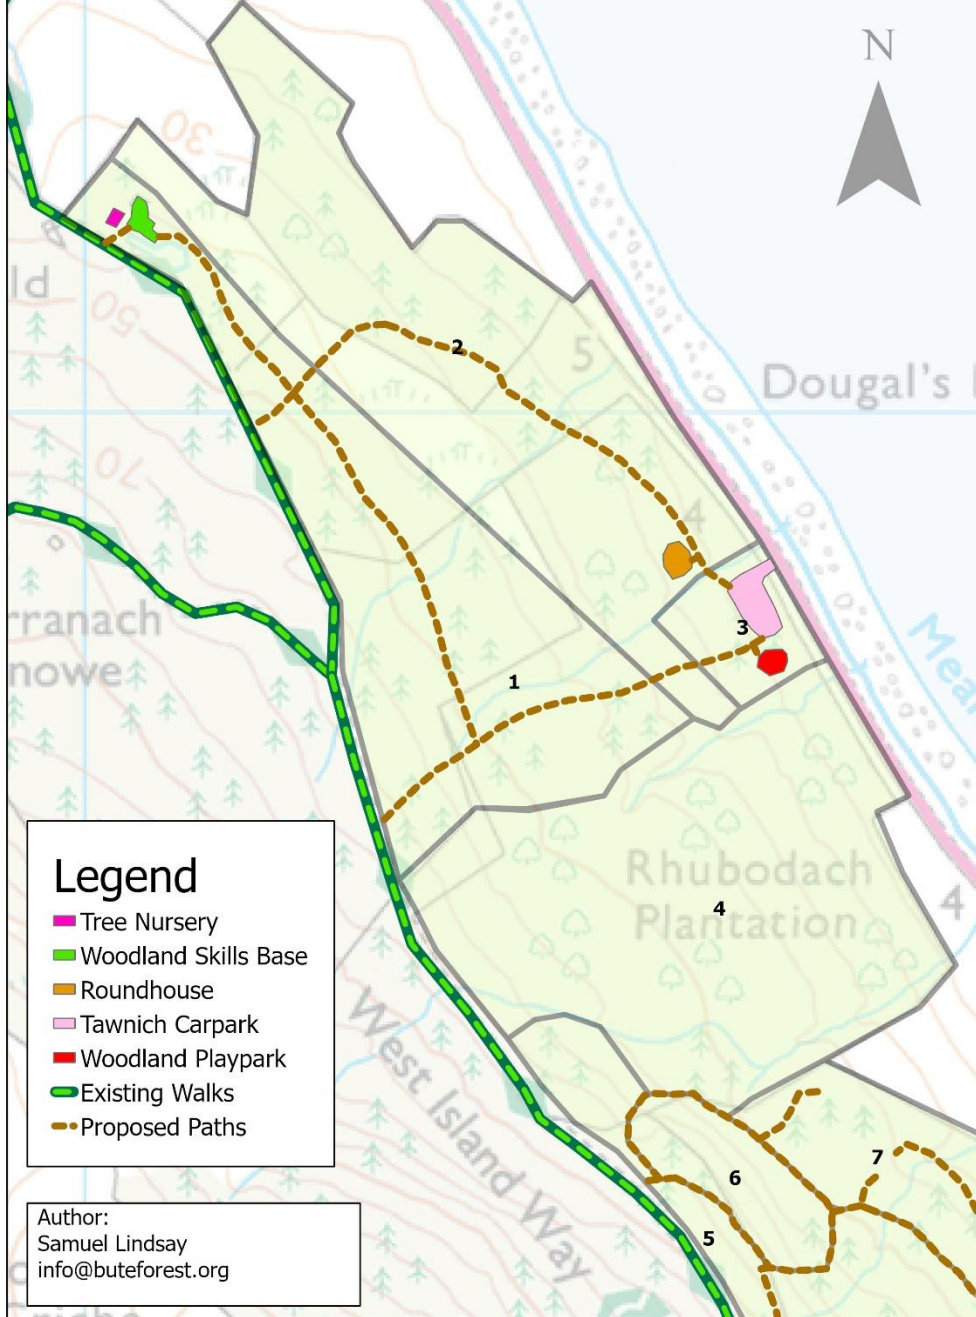 N
30
ld
50
2
5
Dougal's
70
4
rranach
nowe
3
Mea
1
Rhubodach
Plantation
4
4
Legend
Tree Nursery
Woodland Skills Base
Roundhouse
Tawnich Carpark
Woodland Playpark
Existing Walks
Proposed Paths
West Island Way
7
6
5
Author:
Samuel Lindsay
info@buteforest.org